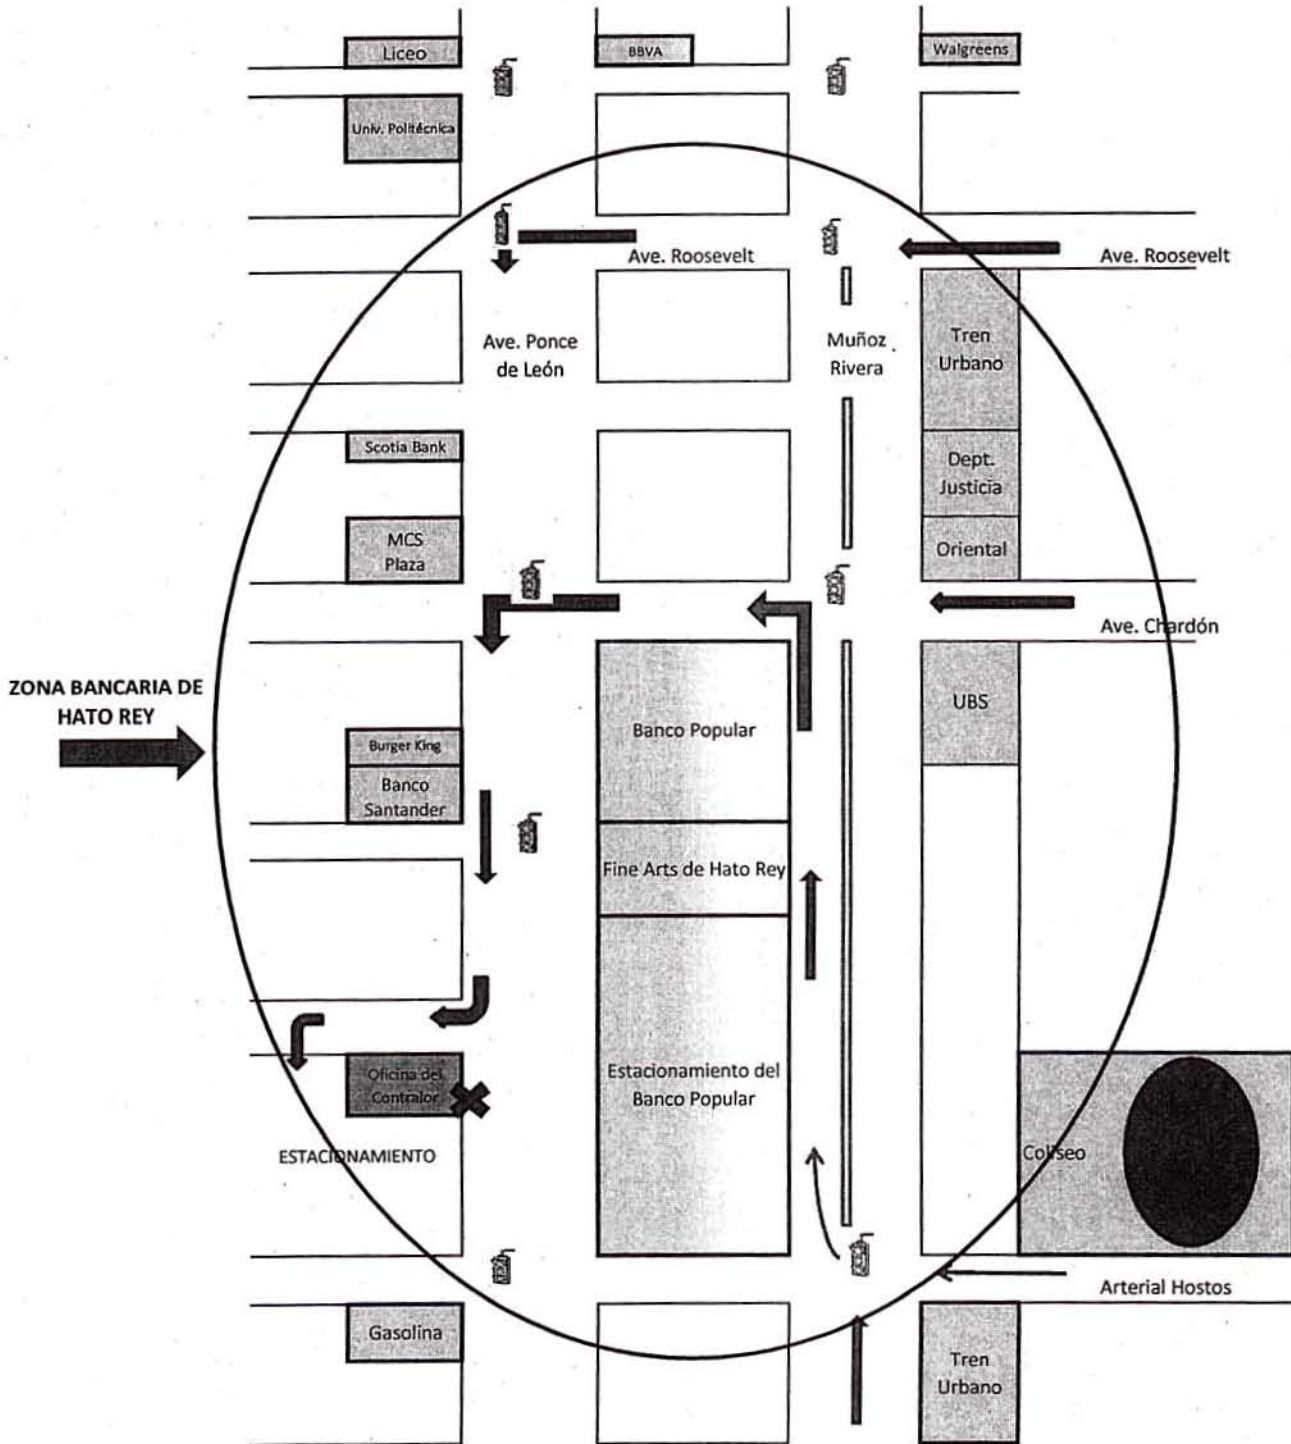 Liceo
BBVA
Walgreens
Univ. Politécnica
Ave. Roosevelt
Ave. Roosevelt
Ave. Ponce
de León
Muñoz
Rivera
Tren
Urbano
Scotia Bank
Dept.
Justicia
MCS
Plaza
Oriental
Ave. Chardón
ZONA BANCARIA DE
HATO REY
Burger King
Banco
Santander
Banco Popular
UBS
Fine Arts de Hato Rey
Oficina del
Contralor
Estacionamiento del
Banco Popular
ESTACIONAMIENTO
Coliseo
Arterial Hostos
Gasolina
Tren
Urbano